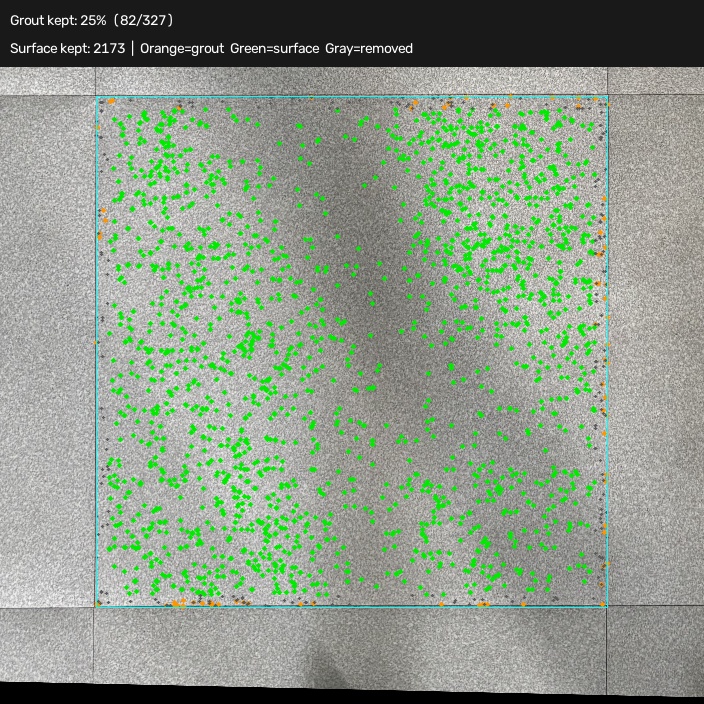 Grout kept: 25% (82/327)
Surface kept: 2173 | Orange=grout Green=surface Gray=removed